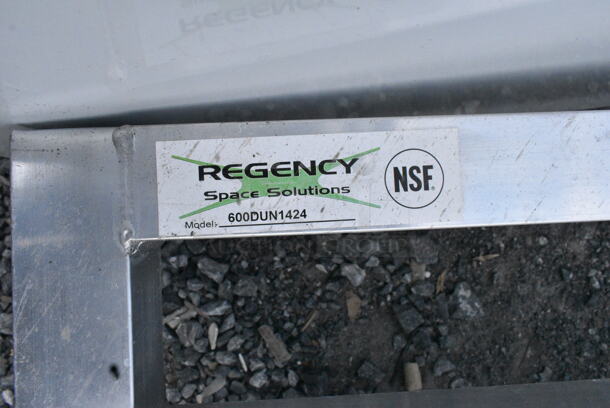 REGENCY
Space Solutions
Model: 600DUN1424
NSF®